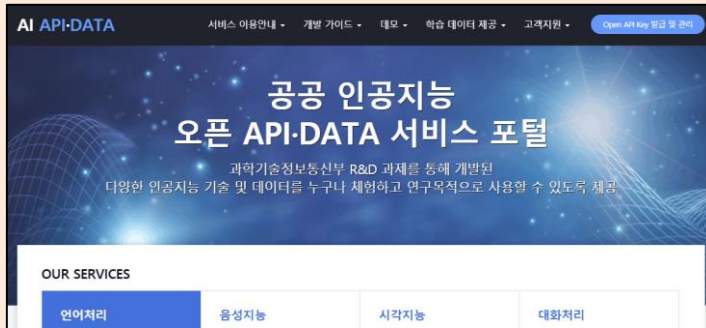 AI API·DATA
서비스 이용안내 개발 가이드 데모 학습 데이터 제공 고객지원 Open API Key 발급 및 관리
공공 인공지능
오픈 API·DATA 서비스 포털
과학기술정보통신부 R&D 과제를 통해 개발된
다양한 인공지능 기술 및 데이터를 누구나 체험하고 연구목적으로 사용할 수 있도록 제공
OUR SERVICES
언어처리 음성지능 시각지능 대화처리